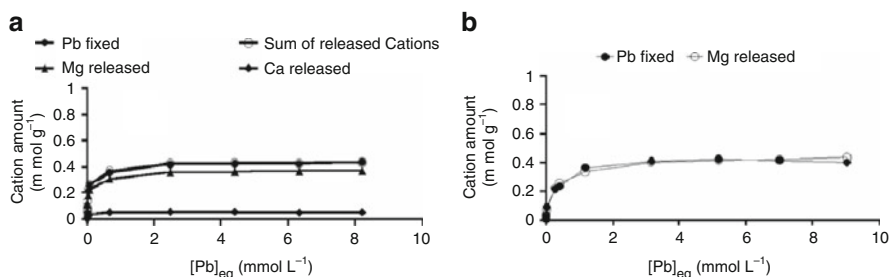 a
Pb fixed
Sum of released Cations
Mg released
Ca released
Cation amount
(m mol g⁻¹)
1
0.8
0.6
0.4
0.2
0
0 2 4 6 8 10
[Pb]eq (mmol L⁻¹)
b
Pb fixed Mg released
Cation amount
(m mol g⁻¹)
1
0.8
0.6
0.4
0.2
0
0 2 4 6 8 10
[Pb]eq (mmol L⁻¹)